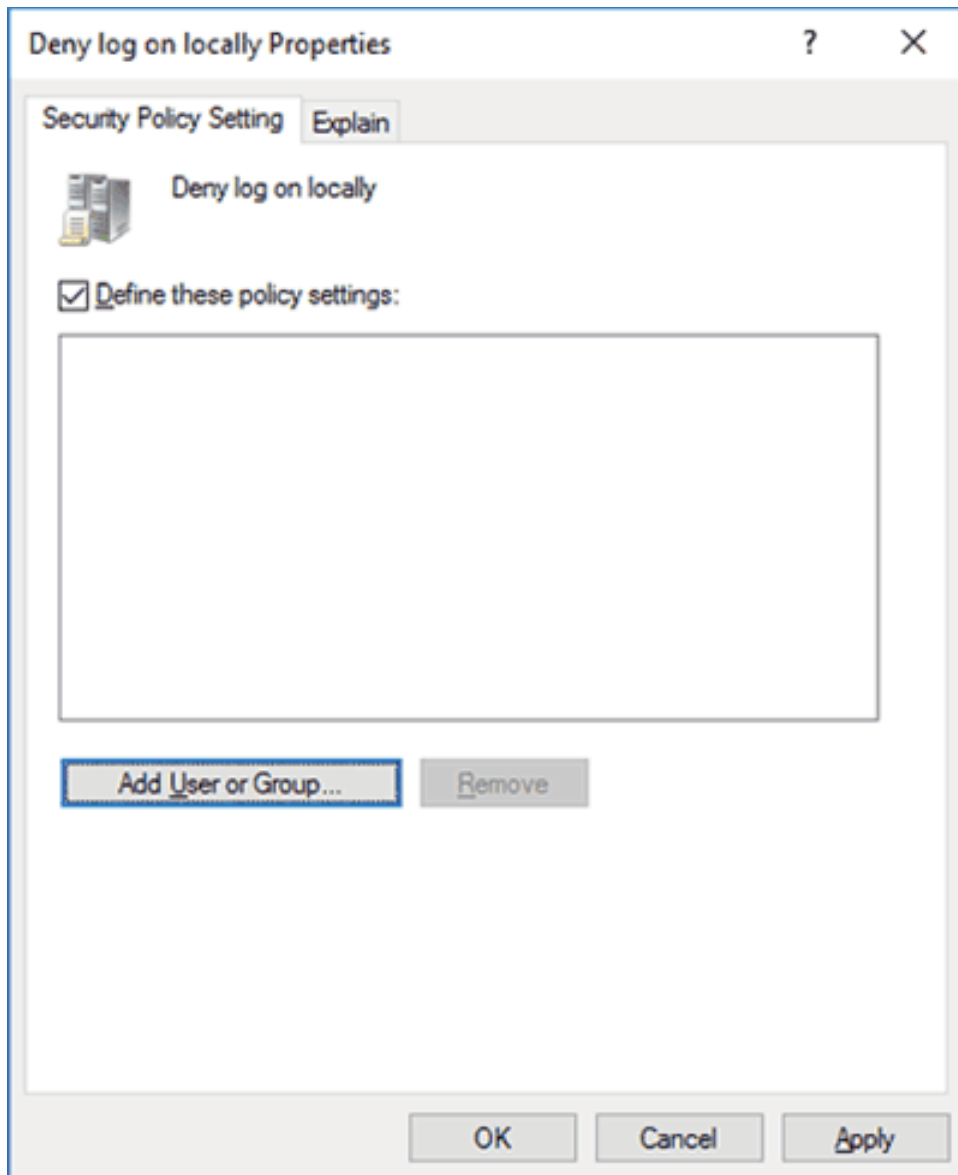 Deny log on locally Properties ? X
Security Policy Setting Explain
Deny log on locally
Define these policy settings:
Add User or Group...
Remove
OK
Cancel
Apply